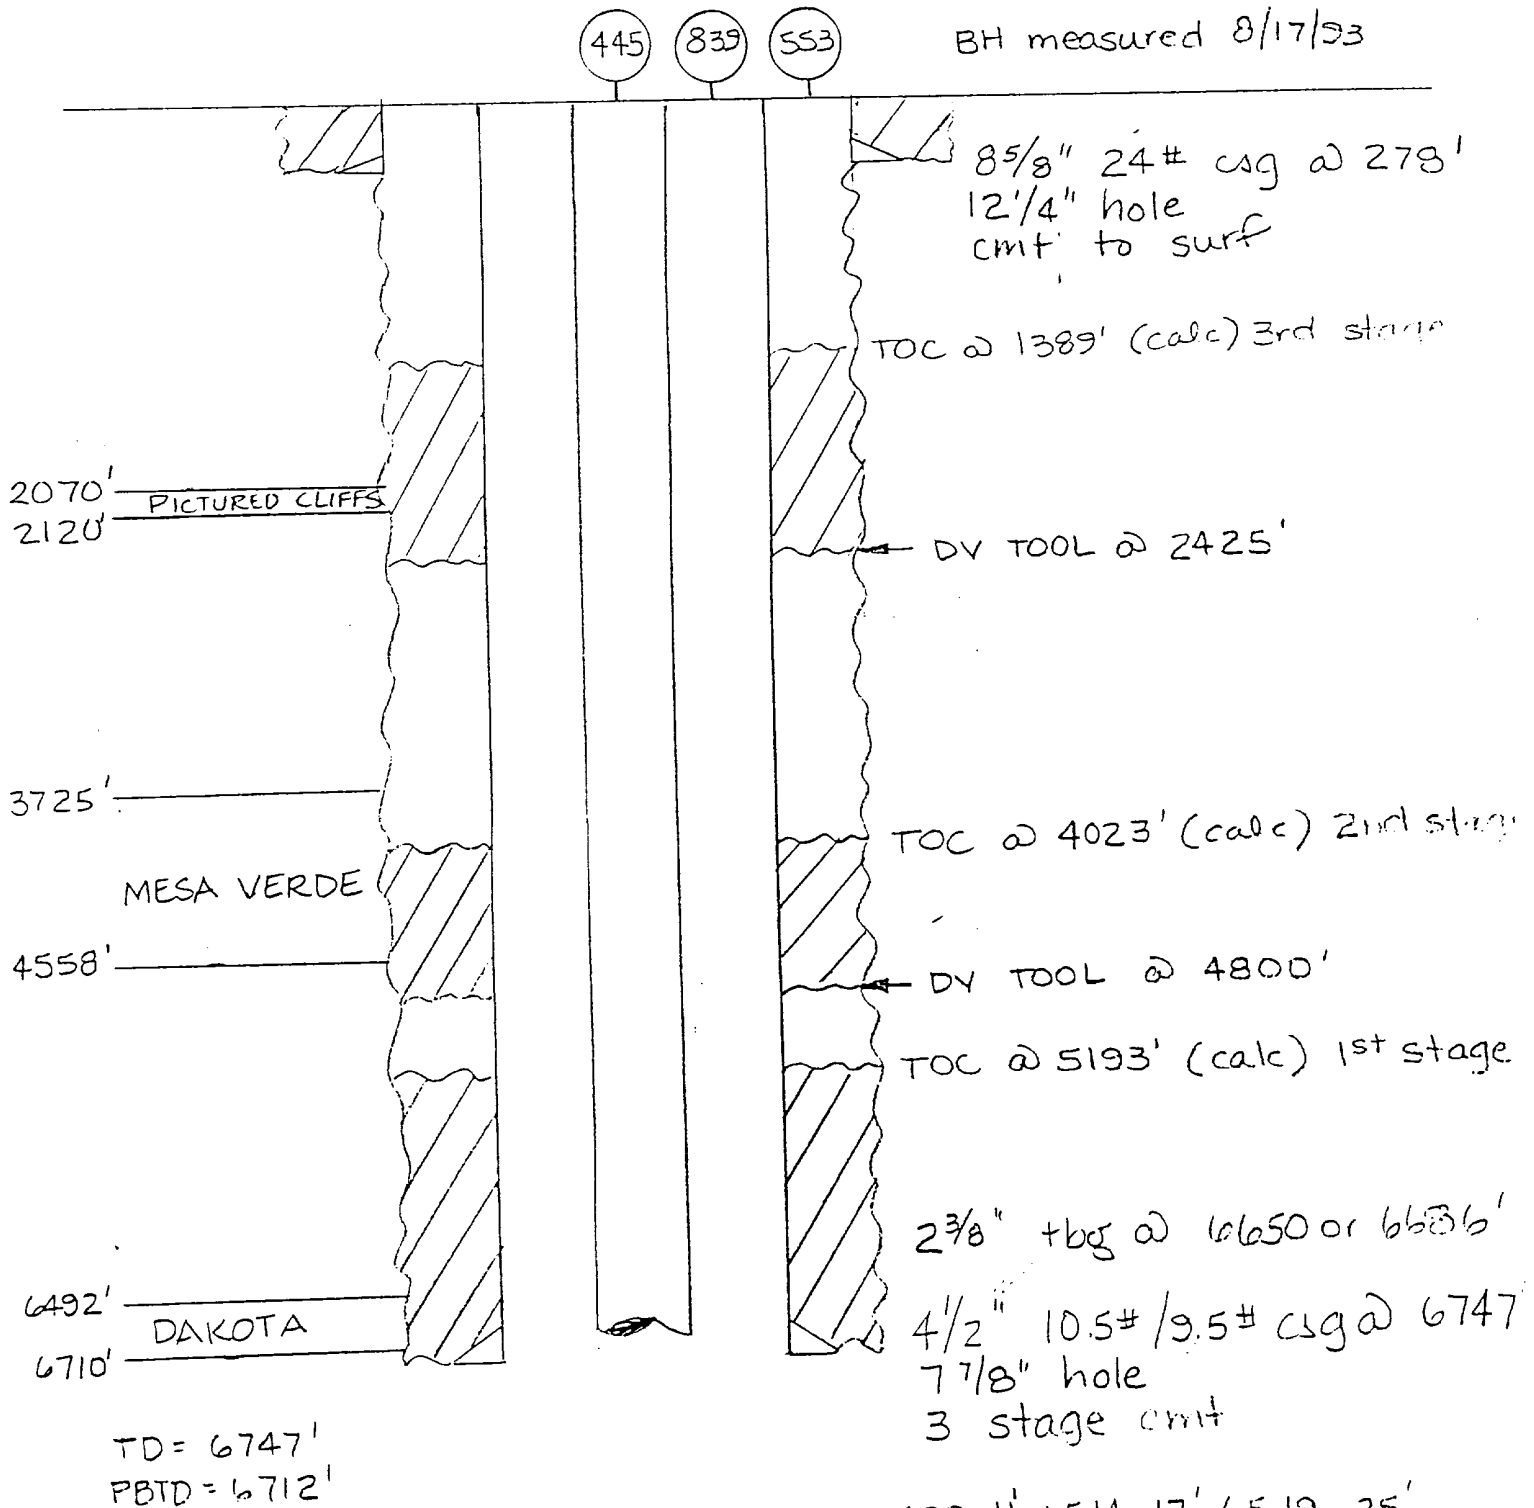 445 839 553 BH measured 8/17/93
8 5/8" 24# csg @ 278'
12 1/4" hole
cmt to surf
TOC @ 1389' (calc) 3rd stage
2070'
PICTURED CLIFFS
2120'
DV TOOL @ 2425'
3725'
TOC @ 4023' (calc) 2nd stage
MESA VERDE
4558'
DV TOOL @ 4800'
TOC @ 5193' (calc) 1st stage
2 3/8" tbg @ 6650 or 6636'
6492'
4 1/2" 10.5#/9.5# csg @ 6747'
DAKOTA
6710'
7 7/8" hole
3 stage cmt
TD = 6747'
PBTD = 6712'